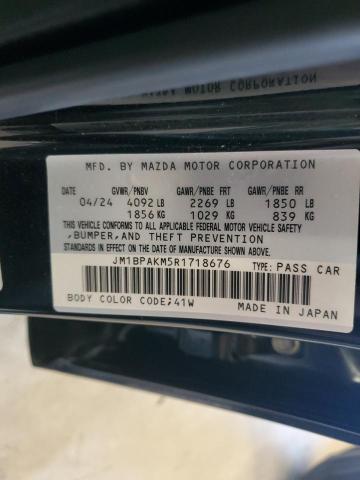 MAZDA MOTOR CORPORATION
MFD. BY MAZDA MOTOR CORPORATION
DATE GVWR/PNBV GAWR/PNBE FRT GAWR/PNBE RR
04/24 4092 LB 2269 LB 1850 LB
1856 KG 1029 KG 839 KG
THIS VEHICLE CONFORMS TO ALL APPLICABLE FEDERAL MOTOR VEHICLE SAFETY
,BUMPER,AND THEFT PREVENTION
STANDARDS IN EFFECT ON THE DATE OF MANUFACTURE SHOWN ABOVE.
JM1BPAKM5R1718676 TYPE:PASS CAR
BODY COLOR CODE;41W MADE IN JAPAN